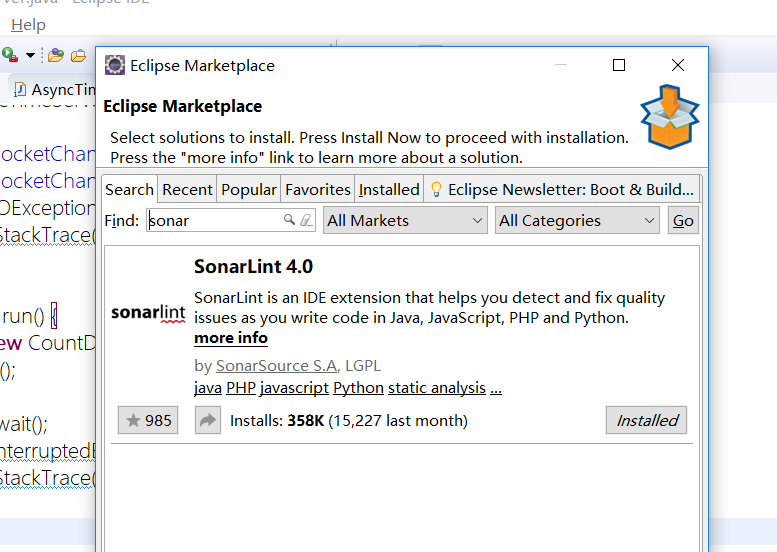 Help
Eclipse Marketplace
Eclipse Marketplace
Select solutions to install. Press Install Now to proceed with installation.
Press the "more info" link to learn more about a solution.
Search Recent Popular Favorites Installed Eclipse Newsletter: Boot & Build...
Find: sonar All Markets All Categories Go
SonarLint 4.0
sonarlint
SonarLint is an IDE extension that helps you detect and fix quality
issues as you write code in Java, JavaScript, PHP and Python.
more info
by SonarSource S.A, LGPL
java PHP javascript Python static analysis ...
985 Installs: 358K (15,227 last month) Installed
AsyncTim
ocketChan
ocketChan
OException
StackTrace(
run() {
ew CountD
();
wait();
nterruptedE
StackTrace(